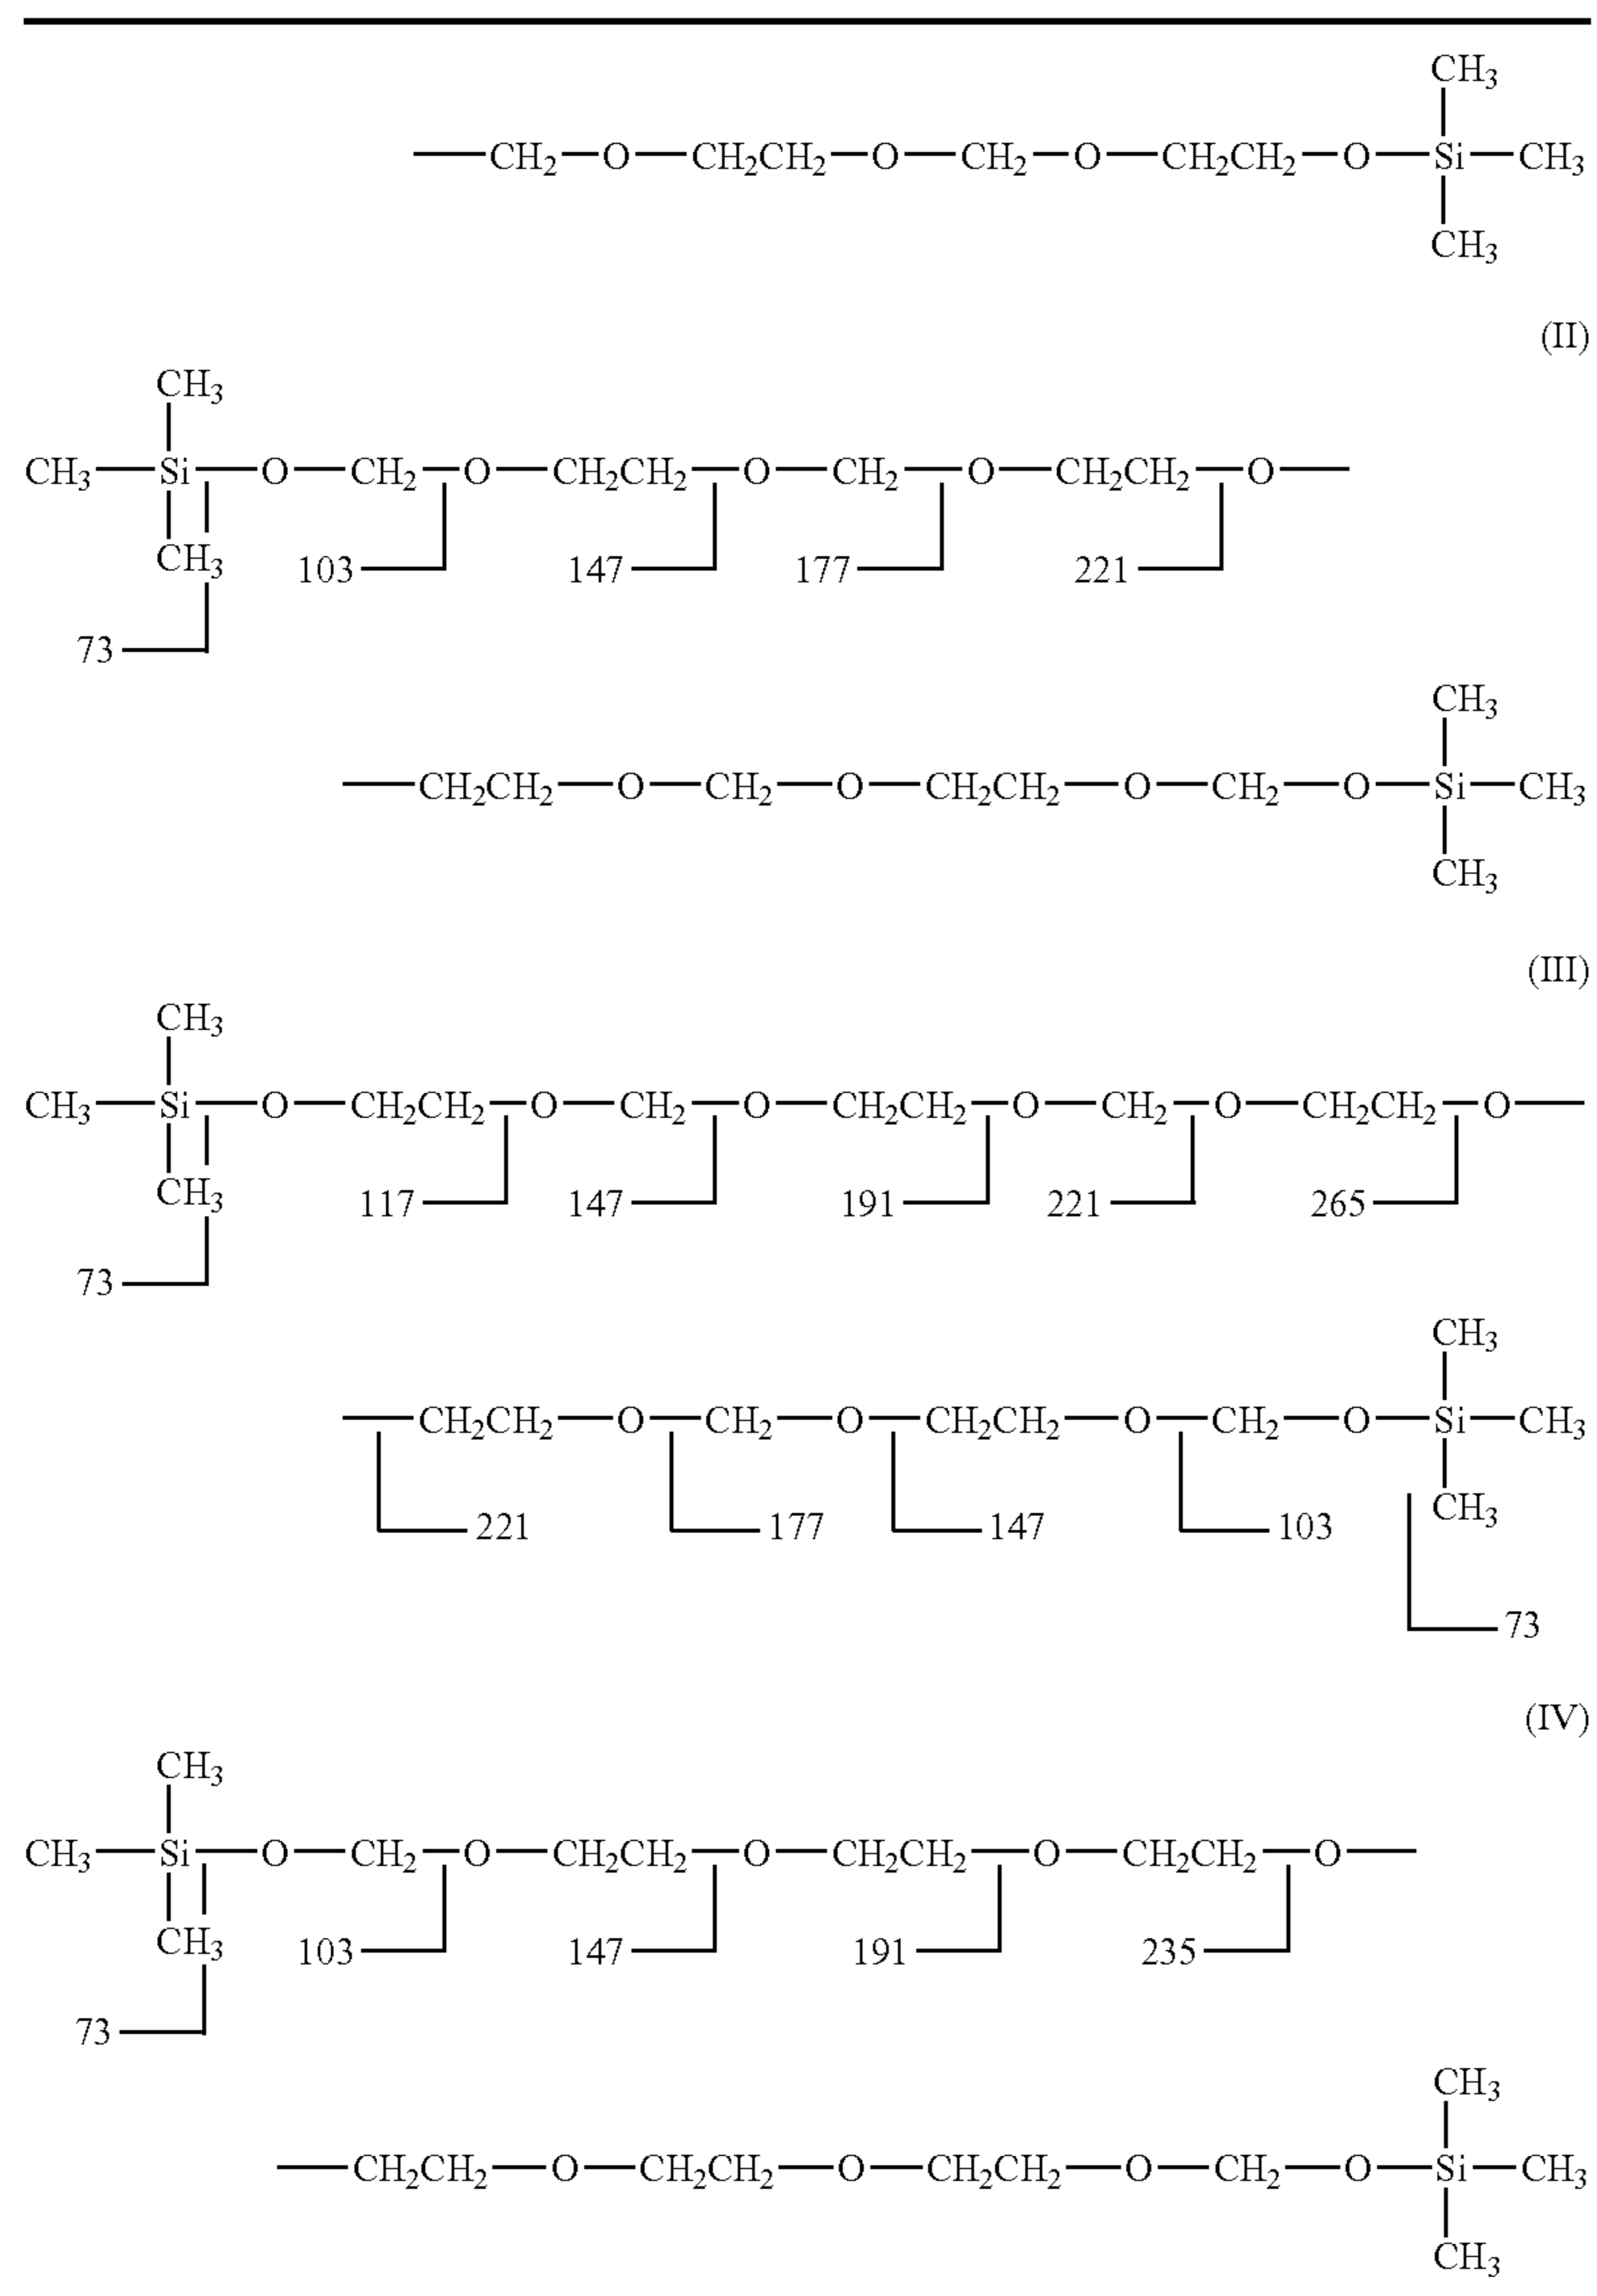 CH3
—CH2—O—CH2CH2—O—CH2—O—CH2CH2—O—Si—CH3
CH3
(II)
CH3
CH3—Si—O—CH2—O—CH2CH2—O—CH2—O—CH2CH2—O—
CH3 103 147 177 221
73
CH3
—CH2CH2—O—CH2—O—CH2CH2—O—CH2—O—Si—CH3
CH3
(III)
CH3
CH3—Si—O—CH2CH2—O—CH2—O—CH2CH2—O—CH2—O—CH2CH2—O—
CH3 117 147 191 221 265
73
CH3
—CH2CH2—O—CH2—O—CH2CH2—O—CH2—O—Si—CH3
CH3
221 177 147 103
73
(IV)
CH3
CH3—Si—O—CH2—O—CH2CH2—O—CH2CH2—O—CH2CH2—O—
CH3 103 147 191 235
73
CH3
—CH2CH2—O—CH2CH2—O—CH2CH2—O—CH2—O—Si—CH3
CH3